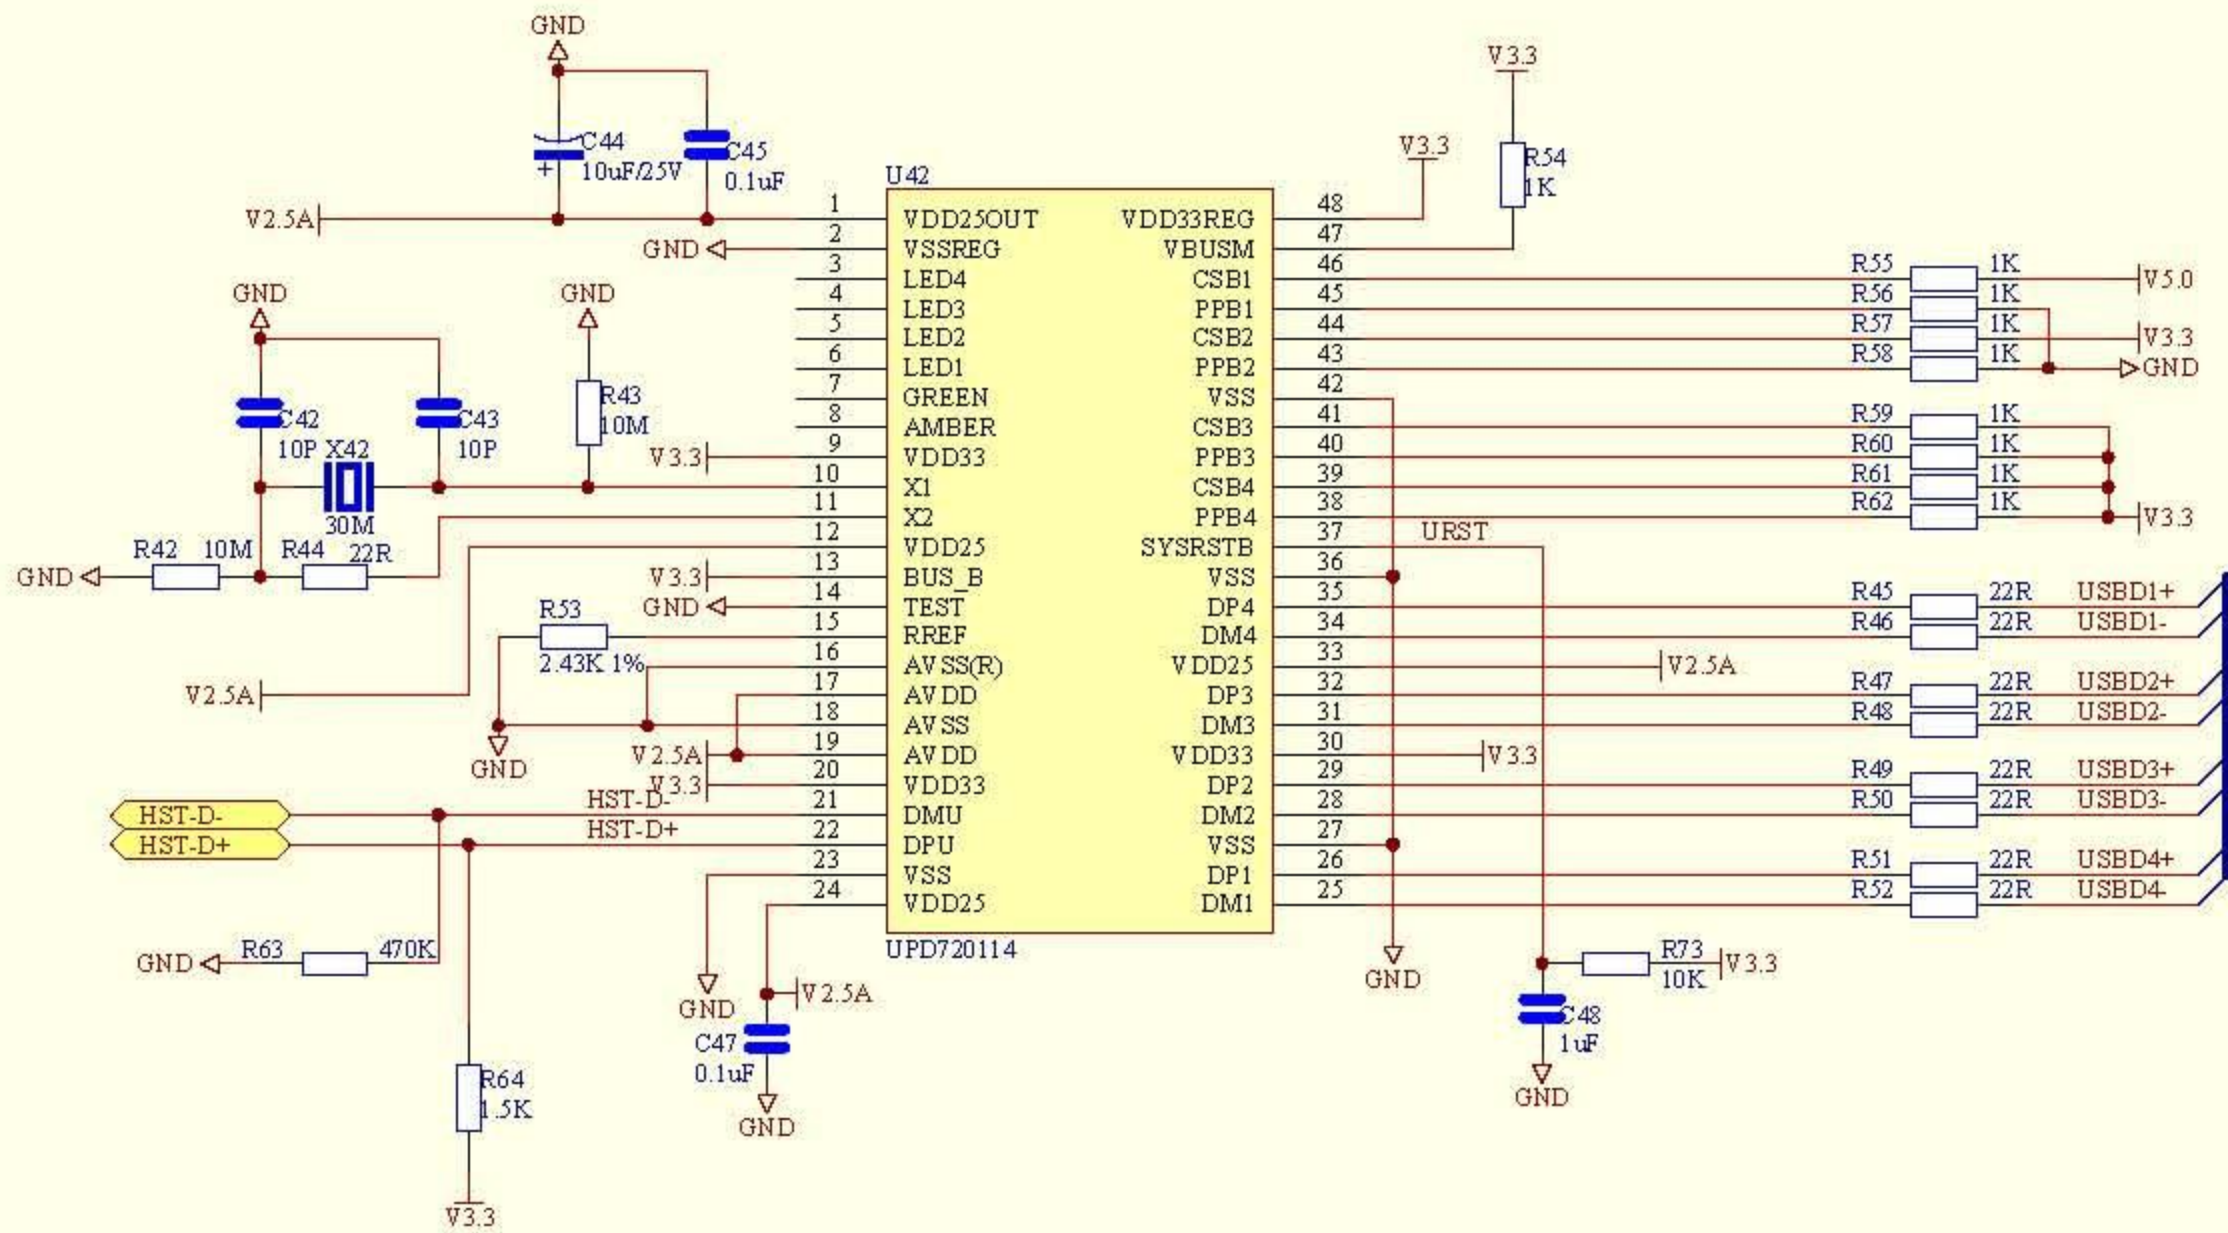 GND
C44
10uF/25V
C45
0.1uF
V2.5A
GND
GND
GND
C42
10P
X42
30M
C43
10P
R43
10M
V3.3
R42
10M
R44
22R
GND
V3.3
GND
R53
2.43K 1%
V2.5A
GND
V2.5A
V3.3
HST-D-
HST-D+
HST-D-
HST-D+
GND
R63
470K
GND
V2.5A
C47
0.1uF
GND
R64
1.5K
V3.3
U42
1 VDD25OUT
2 VSSREG
3 LED4
4 LED3
5 LED2
6 LED1
7 GREEN
8 AMBER
9 VDD33
10 X1
11 X2
12 VDD25
13 BUS_B
14 TEST
15 RREF
16 AVSS(R)
17 AVDD
18 AVSS
19 AVDD
20 VDD33
21 DMU
22 DPU
23 VSS
24 VDD25
VDD33REG 48
VBUSM 47
CSB1 46
PPB1 45
CSB2 44
PPB2 43
VSS 42
CSB3 41
PPB3 40
CSB4 39
PPB4 38
SYSRSTB 37
VSS 36
DP4 35
DM4 34
VDD25 33
DP3 32
DM3 31
VDD33 30
DP2 29
DM2 28
VSS 27
DP1 26
DM1 25
UPD720114
V3.3
V3.3
R54
1K
R55 1K V5.0
R56 1K
R57 1K V3.3
R58 1K GND
R59 1K
R60 1K
R61 1K
R62 1K V3.3
URST
R45 22R USBD1+
R46 22R USBD1-
V2.5A
R47 22R USBD2+
R48 22R USBD2-
V3.3
R49 22R USBD3+
R50 22R USBD3-
R51 22R USBD4+
R52 22R USBD4-
GND
R73
10K
V3.3
C48
1uF
GND